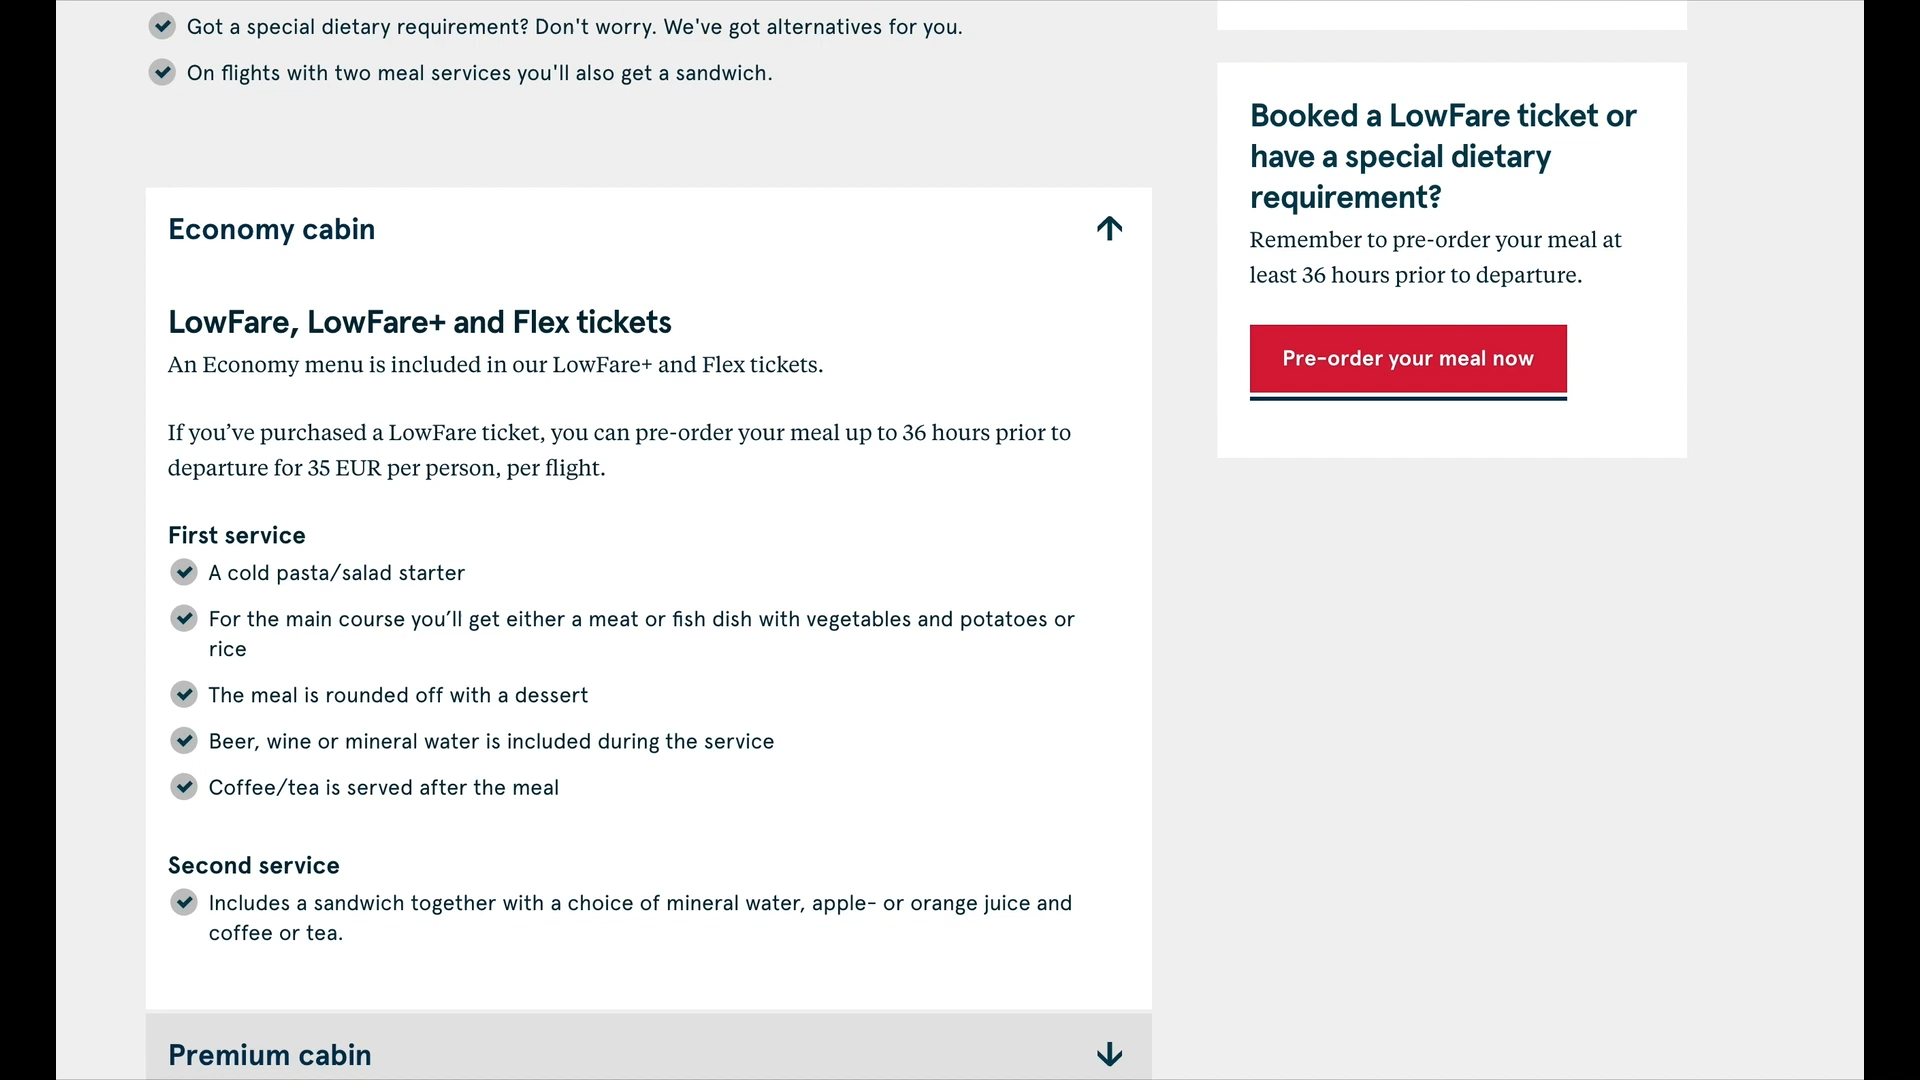 Got a special dietary requirement? Don't worry. We've got alternatives for you.
On flights with two meal services you'll also get a sandwich.
Economy cabin
LowFare, LowFare+ and Flex tickets
An Economy menu is included in our LowFare+ and Flex tickets.
If you’ve purchased a LowFare ticket, you can pre-order your meal up to 36 hours prior to
departure for 35 EUR per person, per flight.
First service
A cold pasta/salad starter
For the main course you’ll get either a meat or fish dish with vegetables and potatoes or
rice
The meal is rounded off with a dessert
Beer, wine or mineral water is included during the service
Coffee/tea is served after the meal
Second service
Includes a sandwich together with a choice of mineral water, apple- or orange juice and
coffee or tea.
Premium cabin
Booked a LowFare ticket or
have a special dietary
requirement?
Remember to pre-order your meal at
least 36 hours prior to departure.
Pre-order your meal now